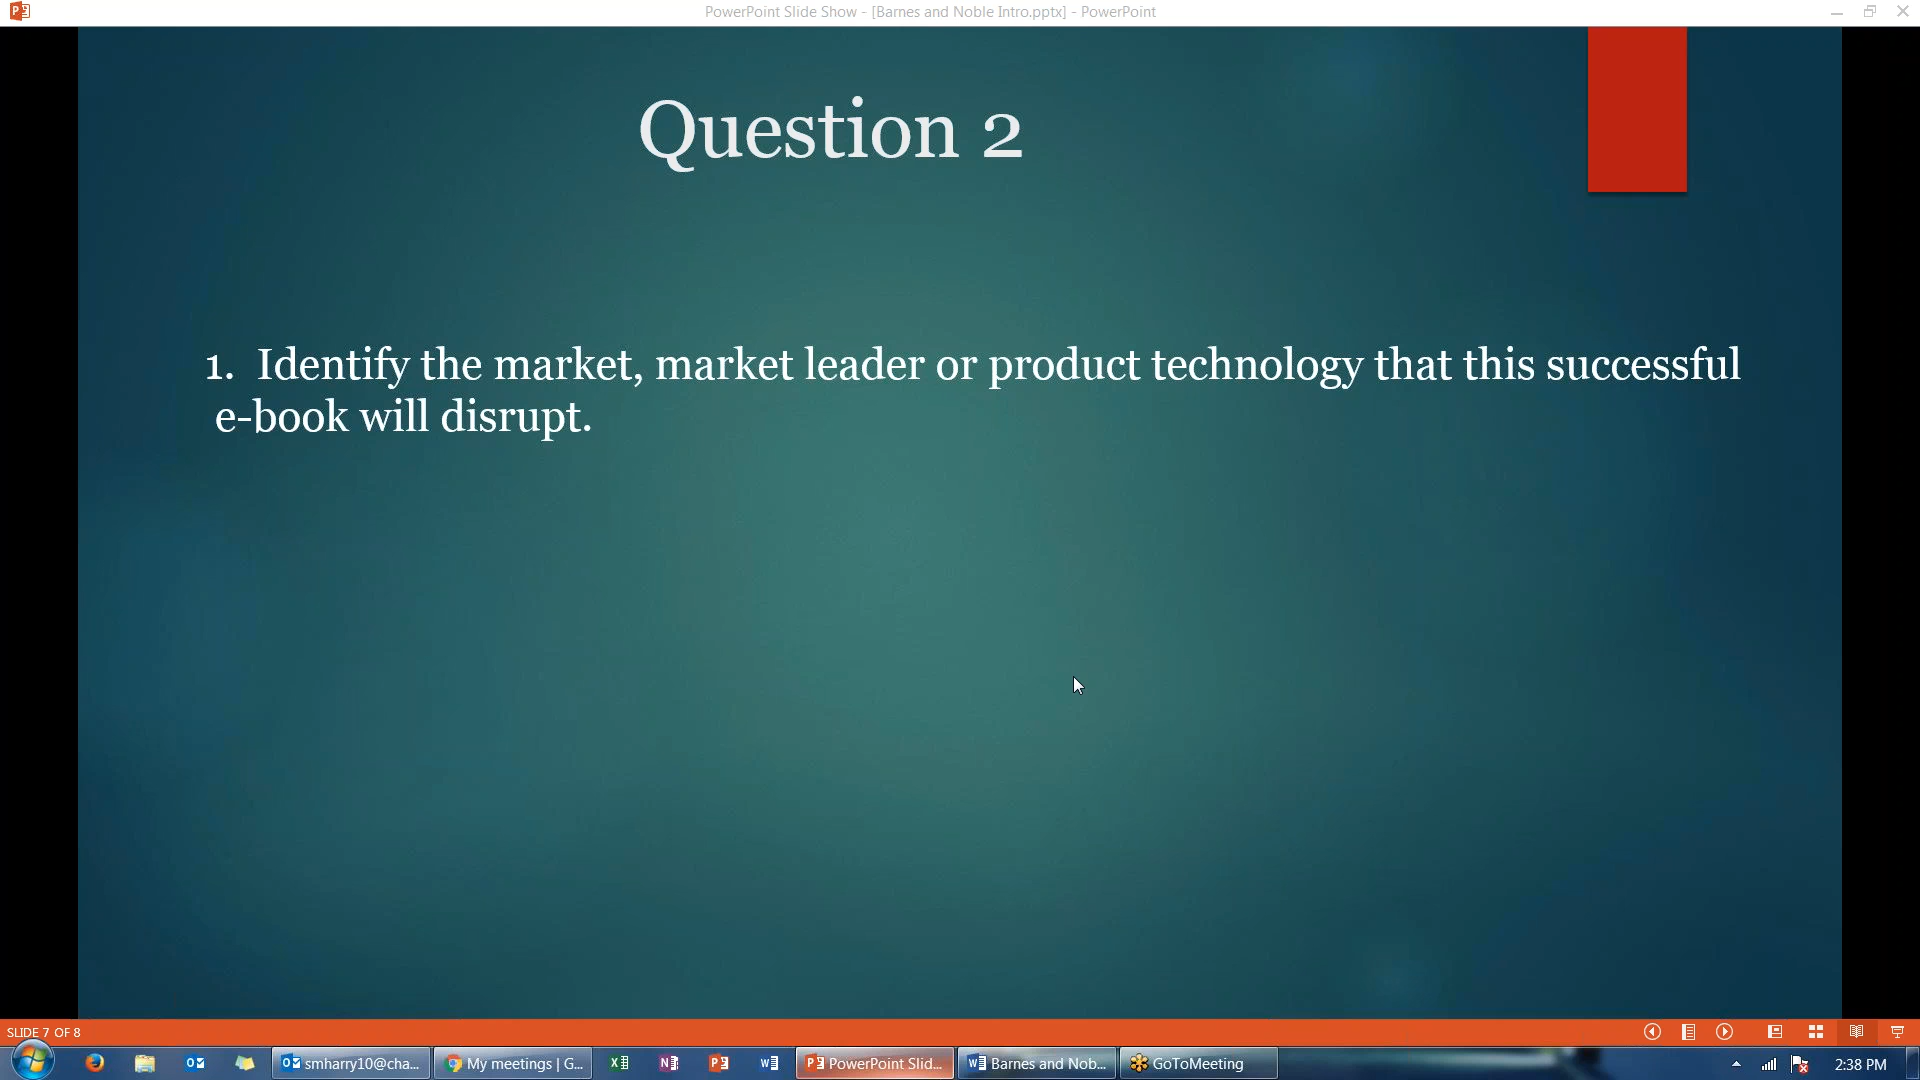 PowerPoint Slide Show - [Barnes and Noble Intro.pptx] - PowerPoint
Question 2
1. Identify the market, market leader or product technology that this successful
e-book will disrupt.
SLIDE 7 OF 8
smharry10@cha...
My meetings | G...
PowerPoint Slid...
Barnes and Nob...
GoToMeeting
2:38 PM